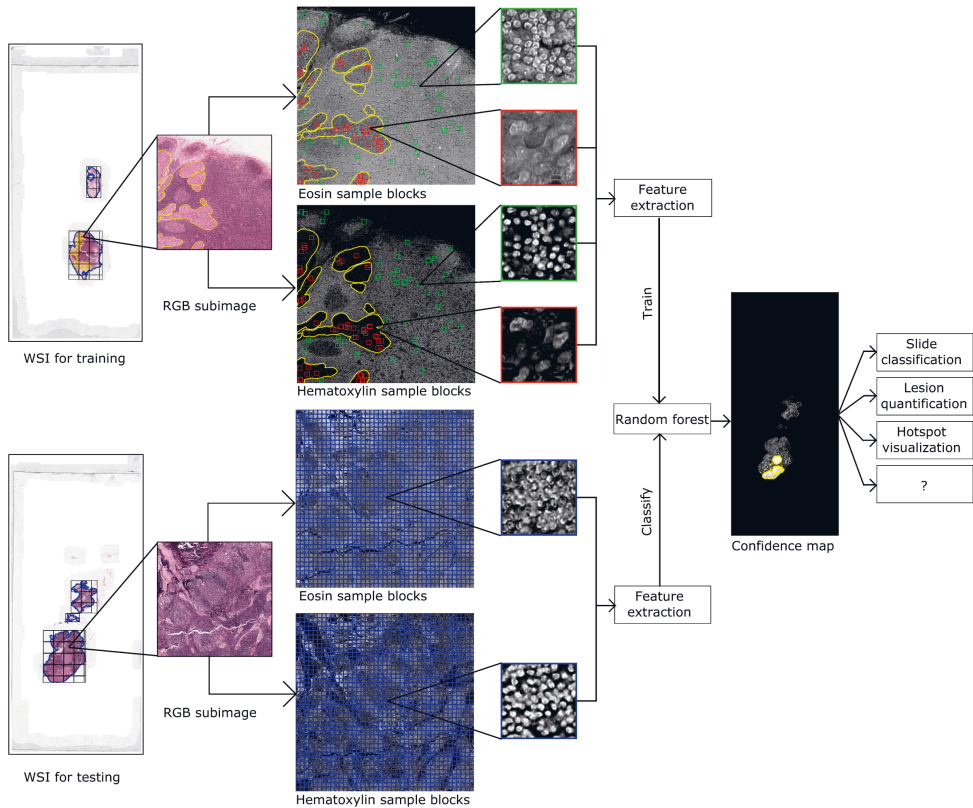 Eosin sample blocks
Feature
extraction
RGB subimage
WSI for training
Train
Hematoxylin sample blocks
Slide
classification
Lesion
quantification
Random forest
Hotspot
visualization
?
Classify
Confidence map
Eosin sample blocks
Feature
extraction
RGB subimage
WSI for testing
Hematoxylin sample blocks